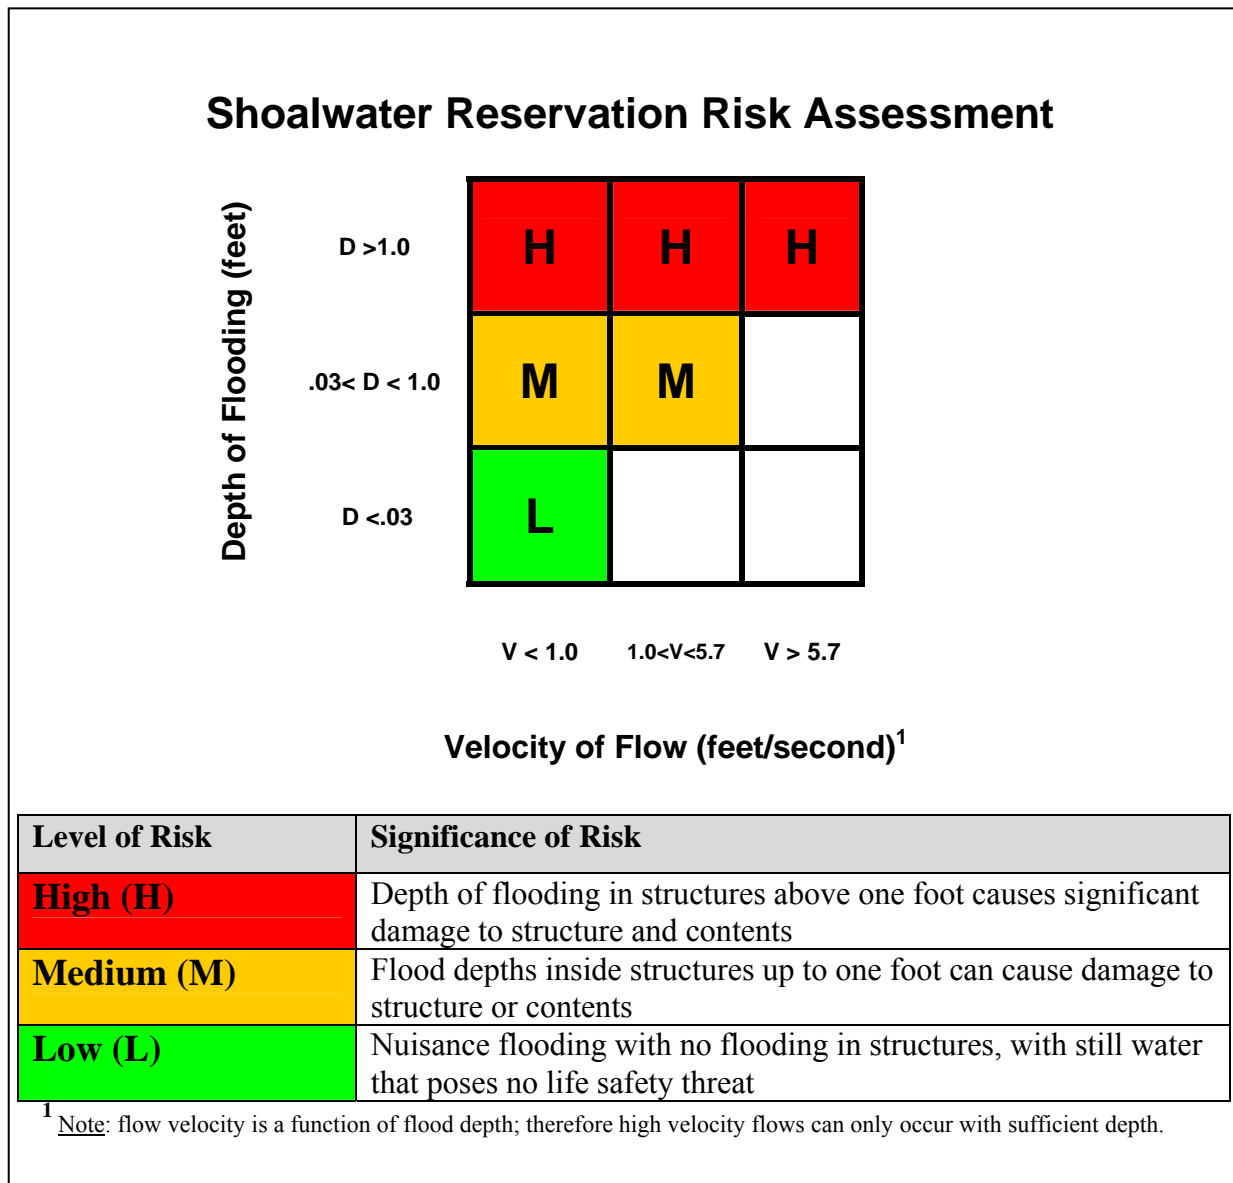 Shoalwater Reservation Risk Assessment
Depth of Flooding (feet)
D >1.0
H H H
.03< D < 1.0
M M
D <.03
L
V < 1.0 1.0<V<5.7 V > 5.7
Velocity of Flow (feet/second)1
Level of Risk Significance of Risk
High (H) Depth of flooding in structures above one foot causes significant
damage to structure and contents
Medium (M) Flood depths inside structures up to one foot can cause damage to
structure or contents
Low (L) Nuisance flooding with no flooding in structures, with still water
that poses no life safety threat
1 Note: flow velocity is a function of flood depth; therefore high velocity flows can only occur with sufficient depth.